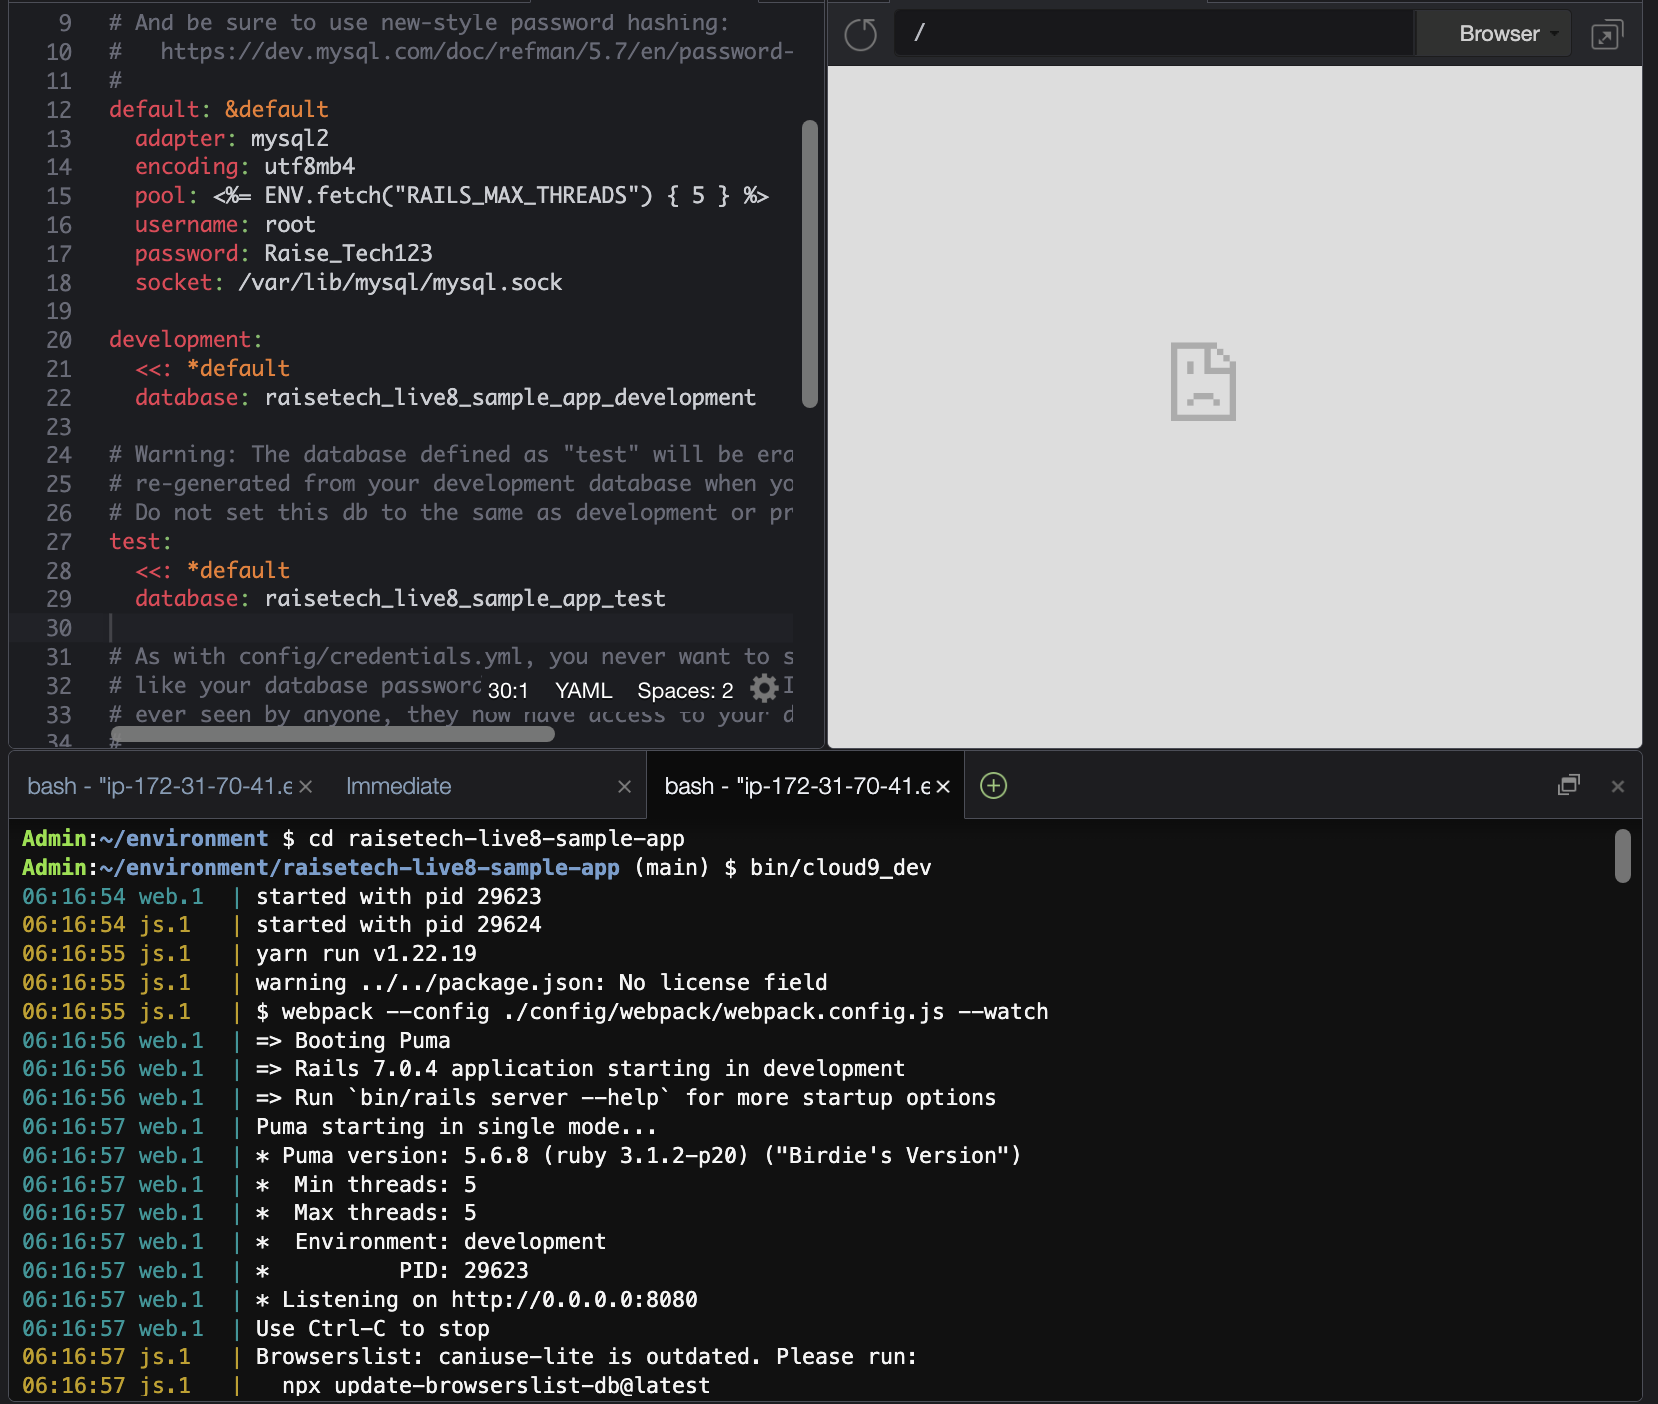 9 # And be sure to use new-style password hashing:
10 #   https://dev.mysql.com/doc/refman/5.7/en/password-
11 #
12 default: &default
13   adapter: mysql2
14   encoding: utf8mb4
15   pool: <%= ENV.fetch("RAILS_MAX_THREADS") { 5 } %>
16   username: root
17   password: Raise_Tech123
18   socket: /var/lib/mysql/mysql.sock
19
20 development:
21   <<: *default
22   database: raisetech_live8_sample_app_development
23
24 # Warning: The database defined as "test" will be era
25 # re-generated from your development database when yo
26 # Do not set this db to the same as development or pr
27 test:
28   <<: *default
29   database: raisetech_live8_sample_app_test
30
31 # As with config/credentials.yml, you never want to s
32 # like your database password I
33 # ever seen by anyone, they now have access to your d
34 #
30:1 YAML Spaces: 2
/
Browser
bash - "ip-172-31-70-41.e × Immediate × bash - "ip-172-31-70-41.e ×
Admin:~/environment $ cd raisetech-live8-sample-app
Admin:~/environment/raisetech-live8-sample-app (main) $ bin/cloud9_dev
06:16:54 web.1  | started with pid 29623
06:16:54 js.1   | started with pid 29624
06:16:55 js.1   | yarn run v1.22.19
06:16:55 js.1   | warning ../../package.json: No license field
06:16:55 js.1   | $ webpack --config ./config/webpack/webpack.config.js --watch
06:16:56 web.1  | => Booting Puma
06:16:56 web.1  | => Rails 7.0.4 application starting in development
06:16:56 web.1  | => Run `bin/rails server --help` for more startup options
06:16:57 web.1  | Puma starting in single mode...
06:16:57 web.1  | * Puma version: 5.6.8 (ruby 3.1.2-p20) ("Birdie's Version")
06:16:57 web.1  | *  Min threads: 5
06:16:57 web.1  | *  Max threads: 5
06:16:57 web.1  | *  Environment: development
06:16:57 web.1  | *          PID: 29623
06:16:57 web.1  | * Listening on http://0.0.0.0:8080
06:16:57 web.1  | Use Ctrl-C to stop
06:16:57 js.1   | Browserslist: caniuse-lite is outdated. Please run:
06:16:57 js.1   |   npx update-browserslist-db@latest